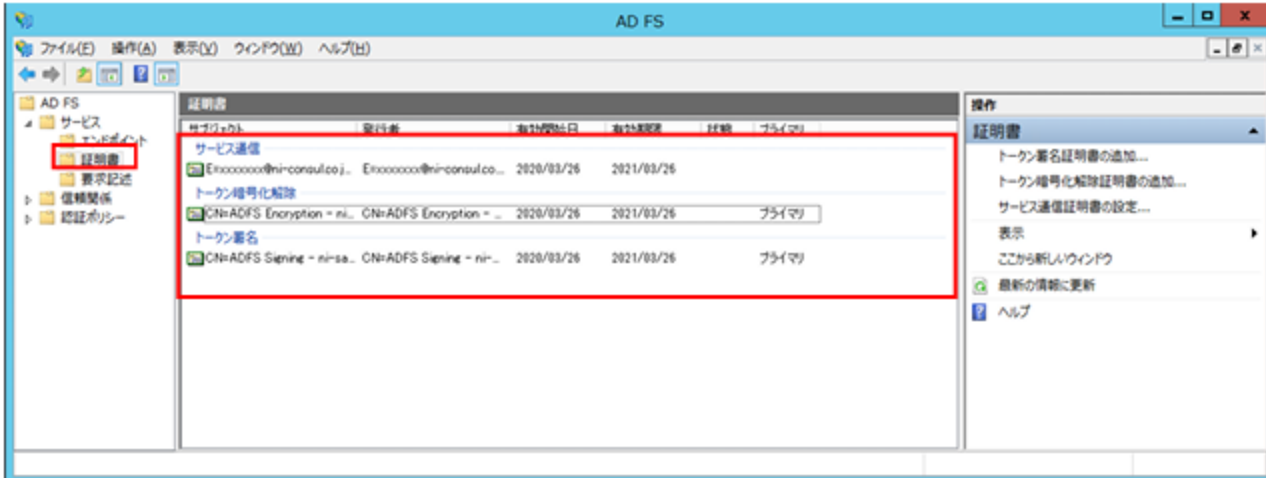 AD FS
ファイル(F) 操作(A) 表示(V) ウィンドウ(W) ヘルプ(H)
AD FS
サービス
エンドポイント
証明書
要求記述
信頼関係
認証ポリシー
証明書
サブジェクト 発行者 有効開始日 有効期限 状態 プライマリ
サービス通信
2020/03/26 2021/03/26
トークン暗号化解除
CN=ADFS Encryption - ni... CN=ADFS Encryption - ... 2020/03/26 2021/03/26 プライマリ
トークン署名
CN=ADFS Signing - ni-sa... CN=ADFS Signing - ni-... 2020/03/26 2021/03/26 プライマリ
操作
証明書
トークン署名証明書の追加...
トークン暗号化解除証明書の追加...
サービス通信証明書の設定...
表示
ここから新しいウィンドウ
最新の情報に更新
ヘルプ